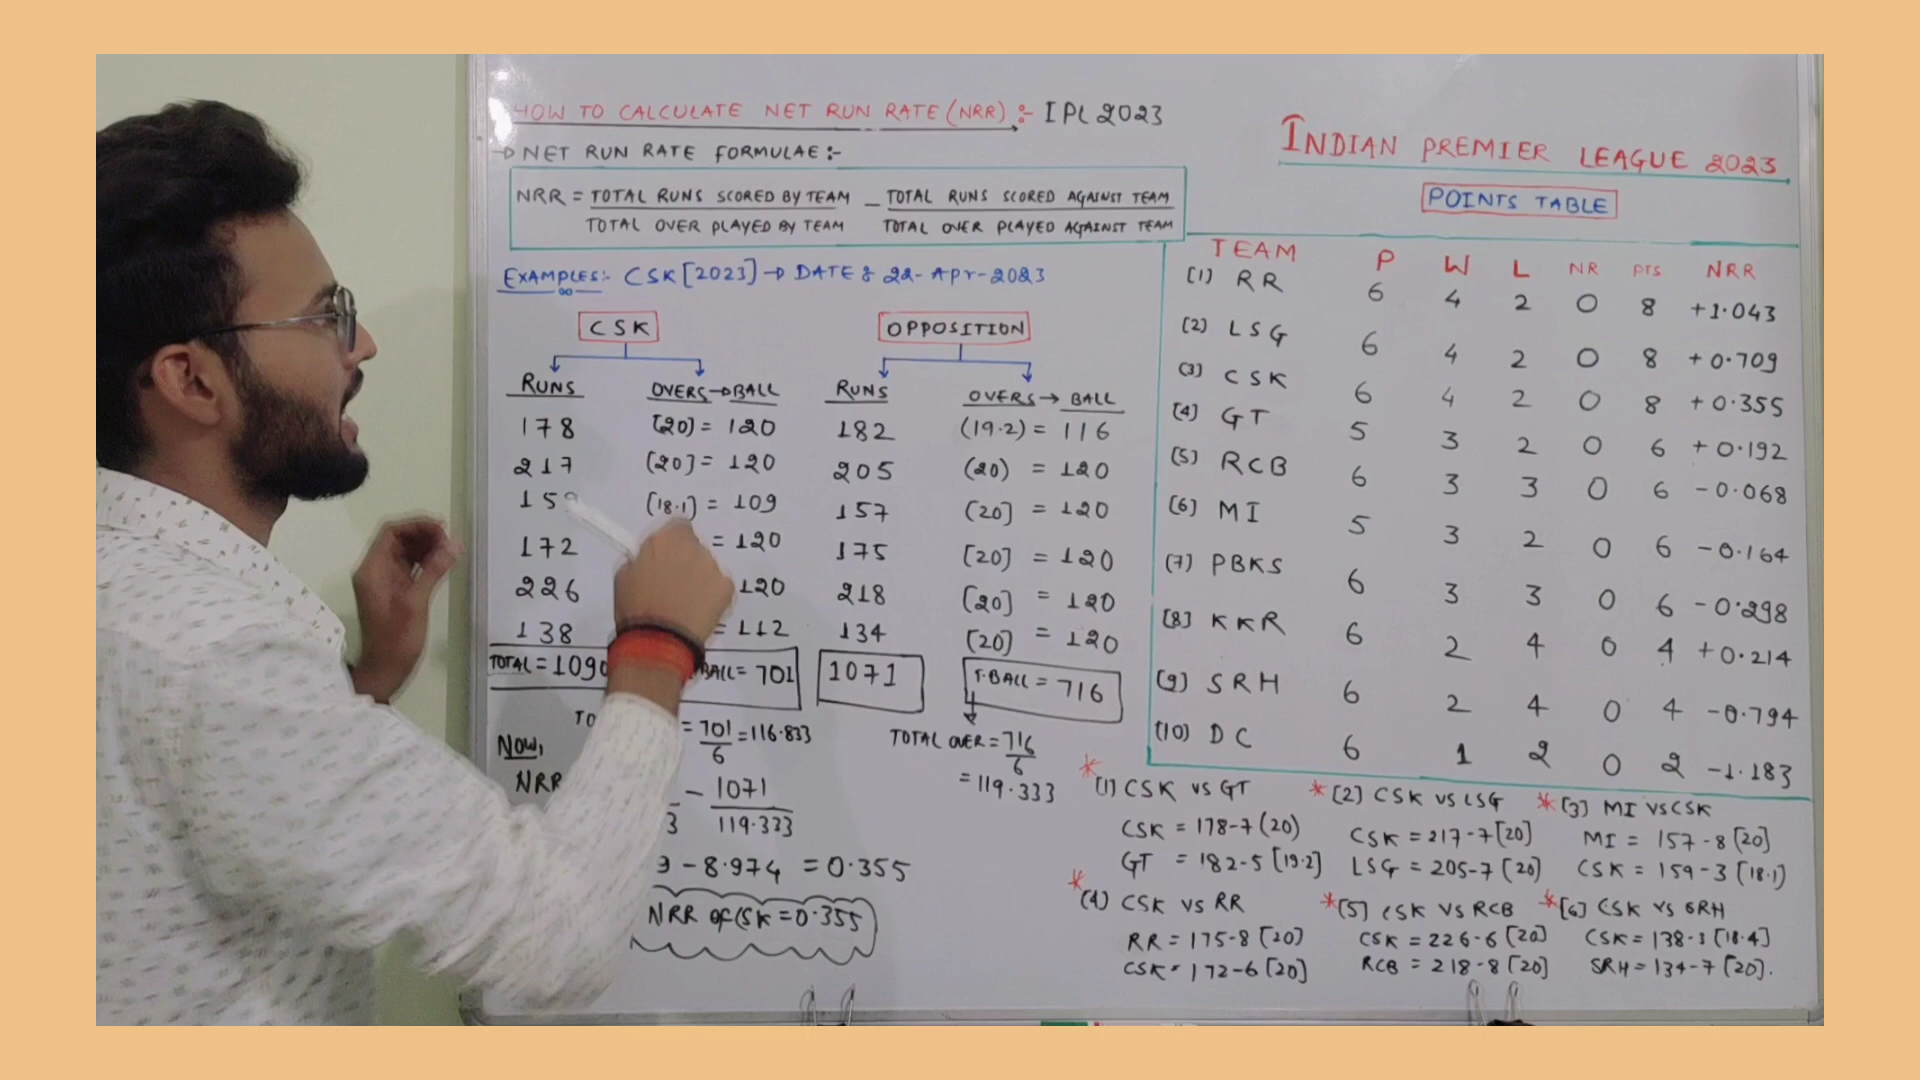 HOW TO CALCULATE NET RUN RATE (NRR) :- IPL 2023
→ NET RUN RATE FORMULAE :-
NRR = TOTAL RUNS SCORED BY TEAM – TOTAL RUNS SCORED AGAINST TEAM
TOTAL OVER PLAYED BY TEAM TOTAL OVER PLAYED AGAINST TEAM
EXAMPLES:- CSK [2023] → DATE : 22-Apr-2023
CSK OPPOSITION
RUNS OVERS → BALL RUNS OVERS → BALL
178 [20] = 120 182 (19.2) = 116
217 [20] = 120 205 (20) = 120
159 [18.1] = 109 157 [20] = 120
172 = 120 175 [20] = 120
226 120 218 [20] = 120
138 = 112 134 [20] = 120
TOTAL = 1090 BALL = 701 1071 T.BALL = 716
= 701/6 = 116.833 TOTAL OVER = 716/6
= 119.333
NOW,
NRR – 1071
3 119.333
9 – 8.974 = 0.355
NRR of CSK = 0.355
INDIAN PREMIER LEAGUE 2023
POINTS TABLE
TEAM P W L NR PTS NRR
(1) RR 6 4 2 0 8 +1.043
(2) LSG 6 4 2 0 8 +0.709
(3) CSK 6 4 2 0 8 +0.355
(4) GT 5 3 2 0 6 +0.192
(5) RCB 6 3 3 0 6 -0.068
(6) MI 5 3 2 0 6 -0.164
(7) PBKS 6 3 3 0 6 -0.298
(8) KKR 6 2 4 0 4 +0.214
(9) SRH 6 2 4 0 4 -0.794
(10) DC 6 1 2 0 2 -1.183
* (1) CSK VS GT
CSK = 178-7 (20)
GT = 182-5 [19.2]
* [2] CSK VS LSG
CSK = 217-7 [20]
LSG = 205-7 [20]
* [3] MI VS CSK
MI = 157-8 [20]
CSK = 159-3 [18.1]
* (4) CSK VS RR
RR = 175-8 [20]
CSK = 172-6 [20]
* [5] CSK VS RCB
CSK = 226-6 [20]
RCB = 218-8 [20]
* [6] CSK VS SRH
CSK = 138-3 [18.4]
SRH = 134-7 [20].